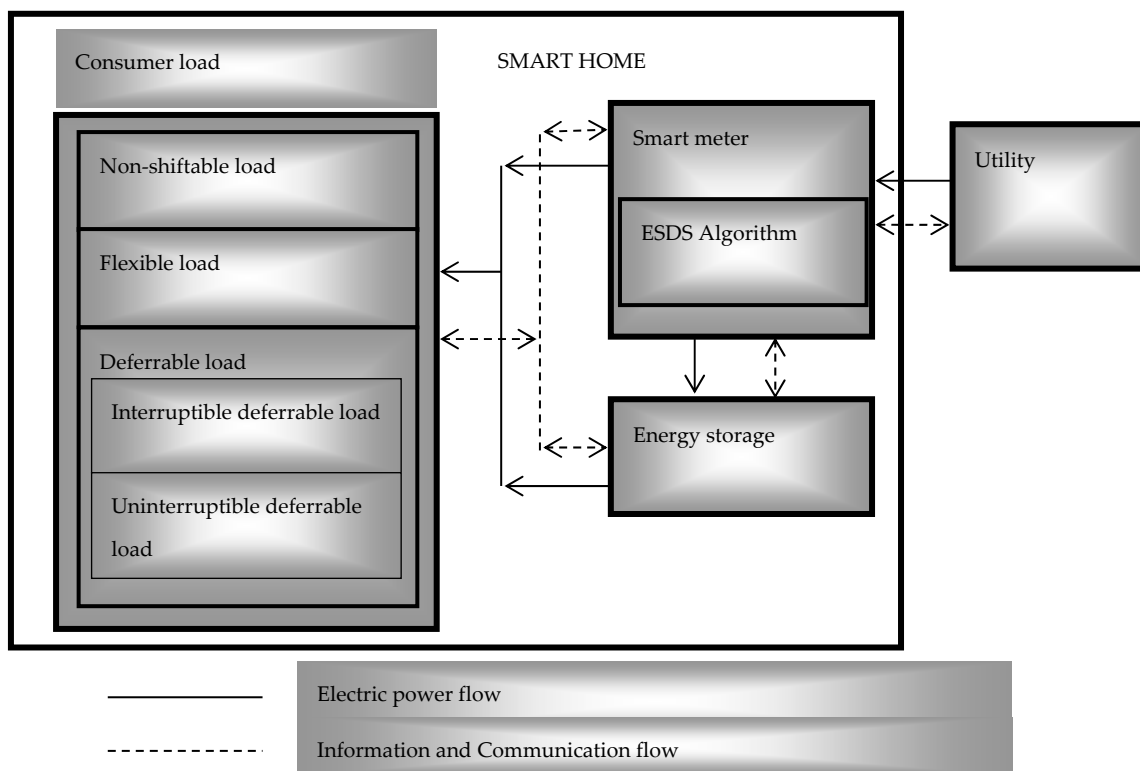 Consumer load
SMART HOME
Non-shiftable load
Flexible load
Deferrable load
Interruptible deferrable load
Uninterruptible deferrable
load
Smart meter
ESDS Algorithm
Energy storage
Utility
Electric power flow
Information and Communication flow